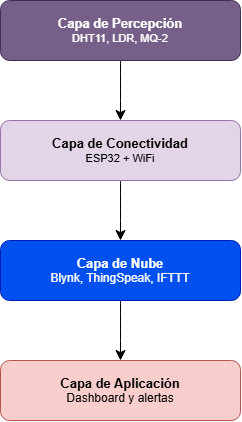 Capa de Percepción
DHT11, LDR, MQ-2
Capa de Conectividad
ESP32 + WiFi
Capa de Nube
Blynk, ThingSpeak, IFTTT
Capa de Aplicación
Dashboard y alertas